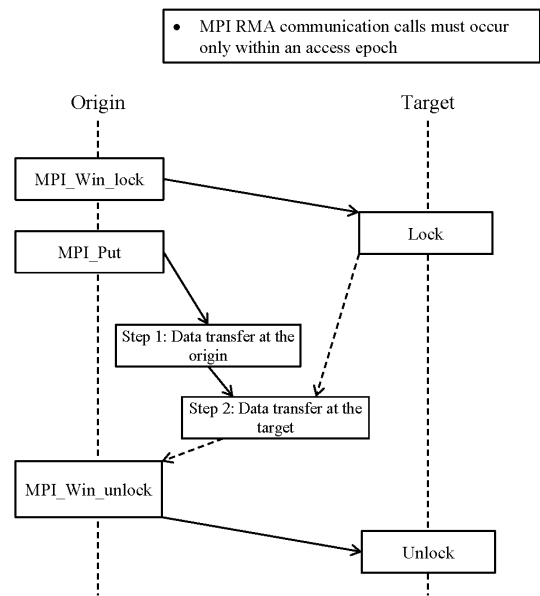 • MPI RMA communication calls must occur
only within an access epoch
Origin
Target
MPI_Win_lock
Lock
MPI_Put
Step 1: Data transfer at the
origin
Step 2: Data transfer at the
target
MPI_Win_unlock
Unlock